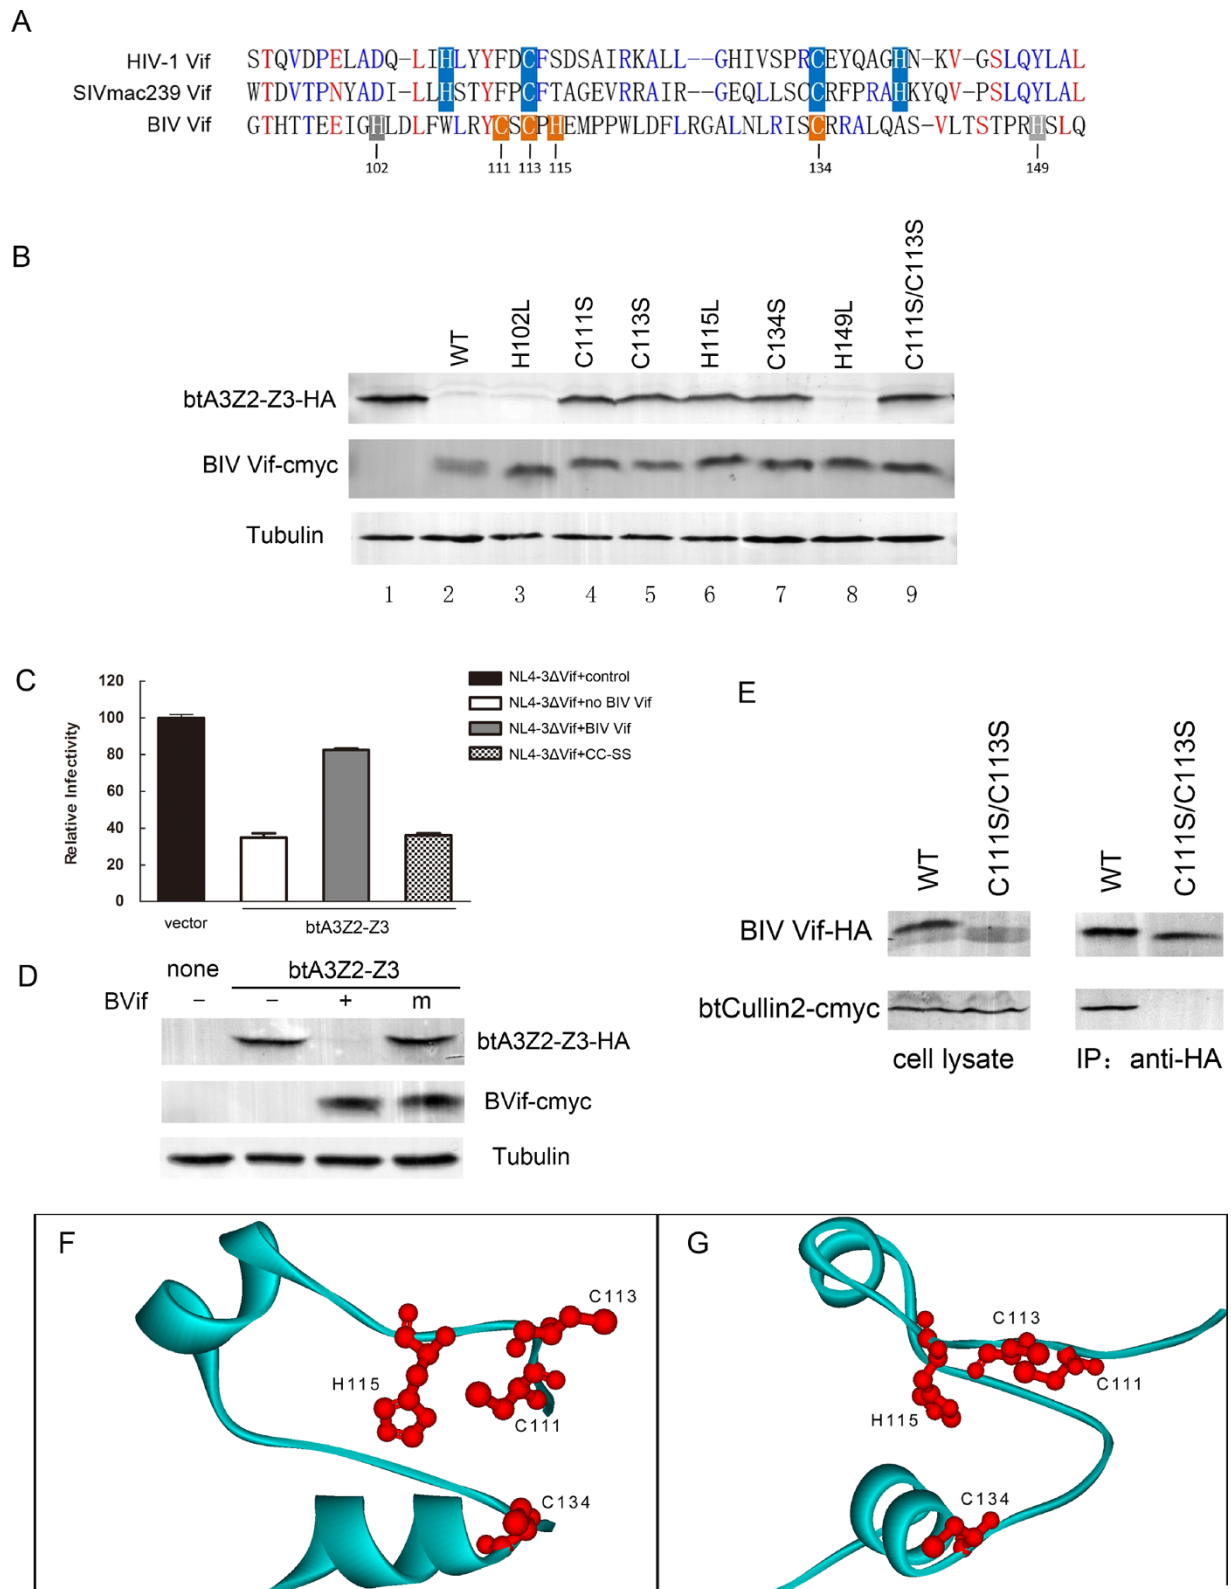 A
HIV-1 Vif STQVDPELADQ-LIHLYYFDCFSDSAIRKALL--GHIVSPRCEYQAGHN-KV-GSLQYLAL
SIVmac239 Vif WTDVTPNYADI-LLHSTYFPCFTAGEVRRAIR--GEQLLSCCRFPRAHKYQV-PSLQYLAL
BIV Vif GTHTTEEIGHLDLFWLRYCSCPHEMPPWLDFLRGALNLRISCRRALQAS-VLTSTPRHSLQ
102 111 113 115 134 149
B
WT H102L C111S C113S H115L C134S H149L C111S/C113S
btA3Z2-Z3-HA
BIV Vif-cmyc
Tubulin
1 2 3 4 5 6 7 8 9
C
Relative Infectivity
120
100
80
60
40
20
0
vector btA3Z2-Z3
NL4-3ΔVif+control
NL4-3ΔVif+no BIV Vif
NL4-3ΔVif+BIV Vif
NL4-3ΔVif+CC-SS
D
none btA3Z2-Z3
BVif − − + m
btA3Z2-Z3-HA
BVif-cmyc
Tubulin
E
WT C111S/C113S WT C111S/C113S
BIV Vif-HA
btCullin2-cmyc
cell lysate IP: anti-HA
F
C113
H115
C111
C134
G
C113
C111
H115
C134